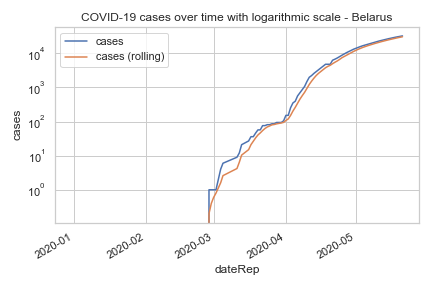 COVID-19 cases over time with logarithmic scale - Belarus
cases
cases (rolling)
10^4
10^3
10^2
10^1
10^0
cases
2020-01
2020-02
2020-03
2020-04
2020-05
dateRep